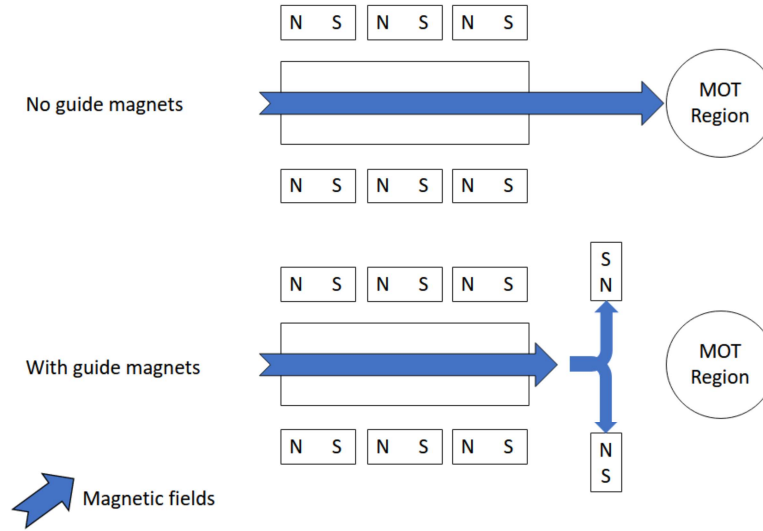 N S N S N S
No guide magnets
MOT
Region
N S N S N S
S
N
N S N S N S
With guide magnets
MOT
Region
N S N S N S
N
S
Magnetic fields